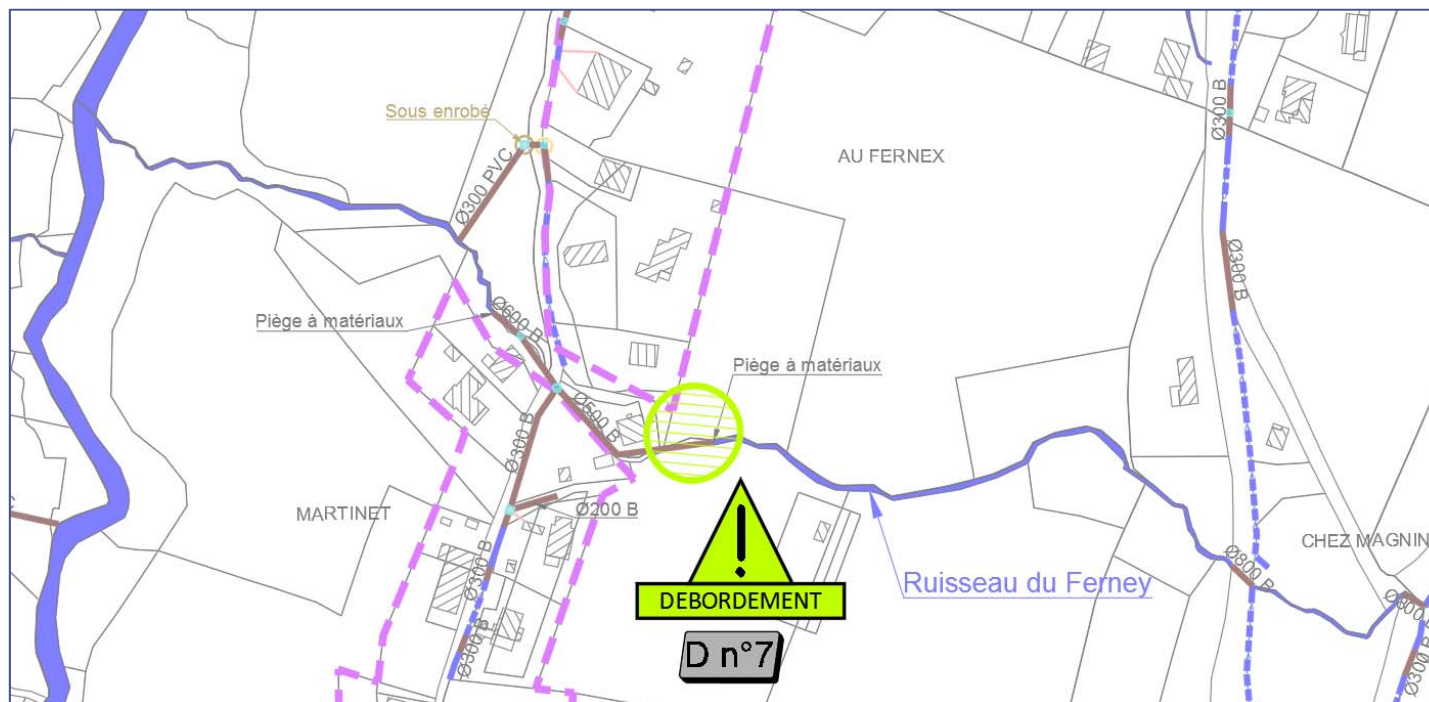 Sous enrobé
Ø300 PVC
AU FERNEX
Ø300 B
Ø300 B
Piège à matériaux
Ø600 B
Piège à matériaux
Ø500 B
Ø300 B
MARTINET
Ø200 B
Ø300 B
Ø300 B
DEBORDEMENT
D n°7
Ruisseau du Ferney
Ø800 B
CHEZ MAGNIN
Ø300 B